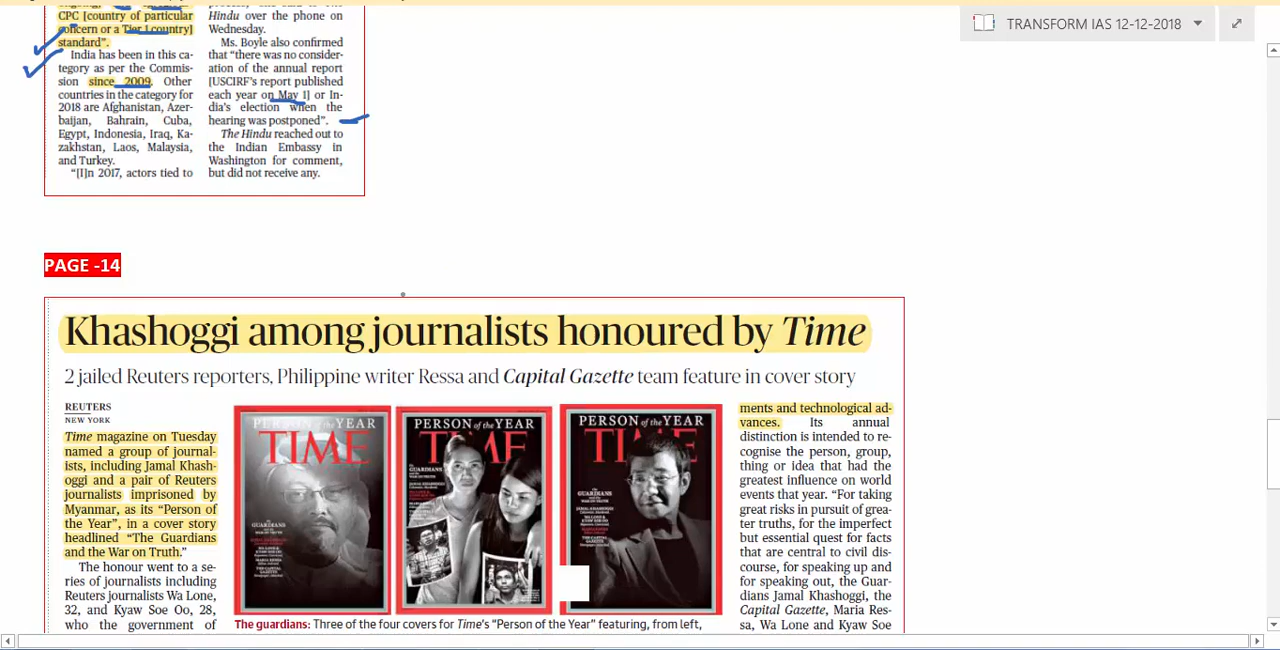 TRANSFORM IAS 12-12-2018
CPC [country of particular
concern or a Tier 1 country]
standard”.
India has been in this ca-
tegory as per the Commis-
sion since 2009. Other
countries in the category for
2018 are Afghanistan, Azer-
baijan, Bahrain, Cuba,
Egypt, Indonesia, Iraq, Ka-
zakhstan, Laos, Malaysia,
and Turkey.
“[I]n 2017, actors tied to
Hindu over the phone on
Wednesday.
Ms. Boyle also confirmed
that “there was no consider-
ation of the annual report
[USCIRF’s report published
each year on May 1] or In-
dia’s election when the
hearing was postponed”.
The Hindu reached out to
the Indian Embassy in
Washington for comment,
but did not receive any.
PAGE -14
Khashoggi among journalists honoured by Time
2 jailed Reuters reporters, Philippine writer Ressa and Capital Gazette team feature in cover story
REUTERS
NEW YORK
Time magazine on Tuesday
named a group of journal-
ists, including Jamal Khash-
oggi and a pair of Reuters
journalists imprisoned by
Myanmar, as its “Person of
the Year”, in a cover story
headlined “The Guardians
and the War on Truth.”
The honour went to a se-
ries of journalists including
Reuters journalists Wa Lone,
32, and Kyaw Soe Oo, 28,
who the government of
PERSON of the YEAR
TIME
PERSON of the YEAR
TIME
PERSON of the YEAR
TIME
The guardians: Three of the four covers for Time’s “Person of the Year” featuring, from left,
ments and technological ad-
vances. Its annual
distinction is intended to re-
cognise the person, group,
thing or idea that had the
greatest influence on world
events that year. “For taking
great risks in pursuit of grea-
ter truths, for the imperfect
but essential quest for facts
that are central to civil dis-
course, for speaking up and
for speaking out, the Guar-
dians Jamal Khashoggi, the
Capital Gazette, Maria Res-
sa, Wa Lone and Kyaw Soe